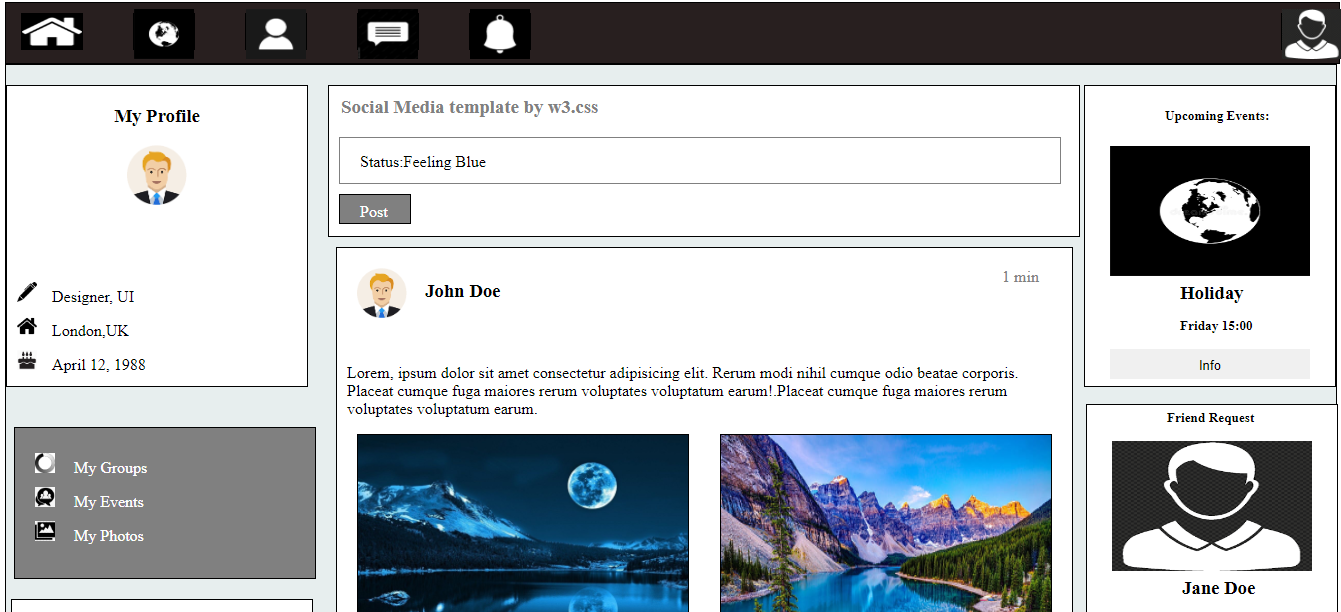 My Profile
Designer, UI
London,UK
April 12, 1988
My Groups
My Events
My Photos
Social Media template by w3.css
Status:Feeling Blue
Post
John Doe
1 min
Lorem, ipsum dolor sit amet consectetur adipisicing elit. Rerum modi nihil cumque odio beatae corporis.
Placeat cumque fuga maiores rerum voluptates voluptatum earum!.Placeat cumque fuga maiores rerum
voluptates voluptatum earum.
Upcoming Events:
Holiday
Friday 15:00
Info
Friend Request
Jane Doe